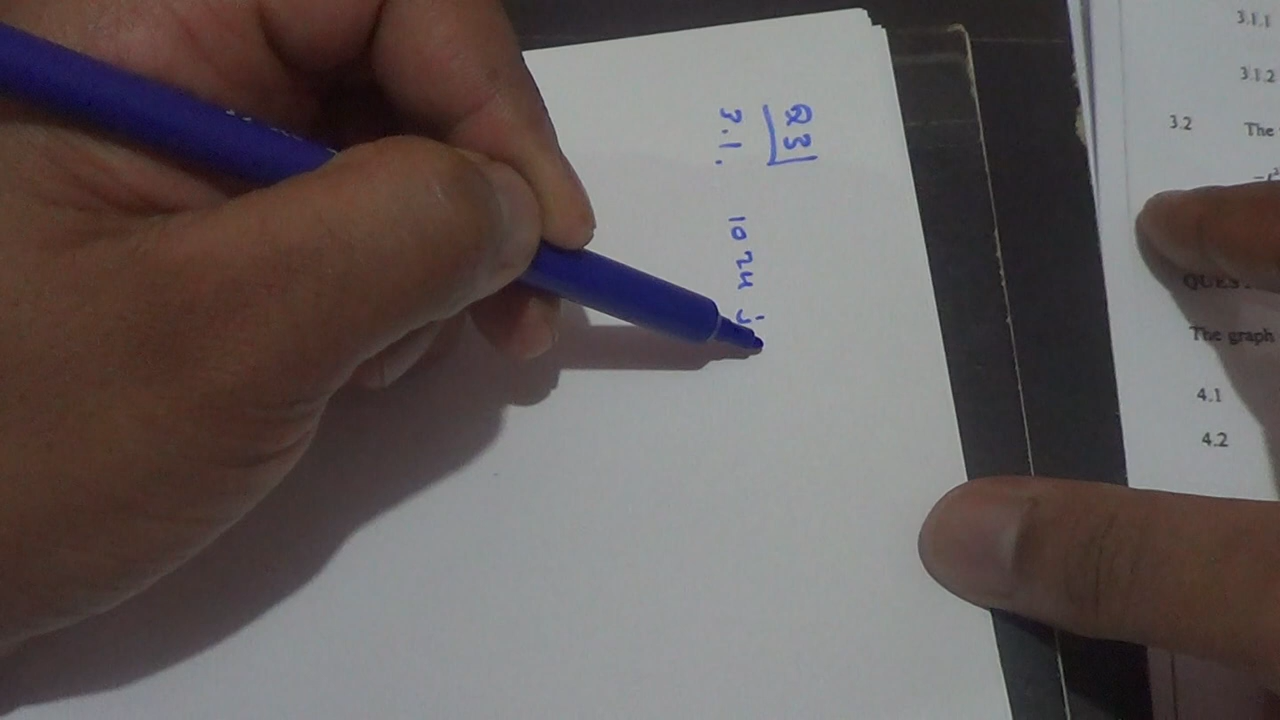 Q3
3.1. 1024 ;
3.1.1
3.1.2
3.2 The
The graph
4.1
4.2